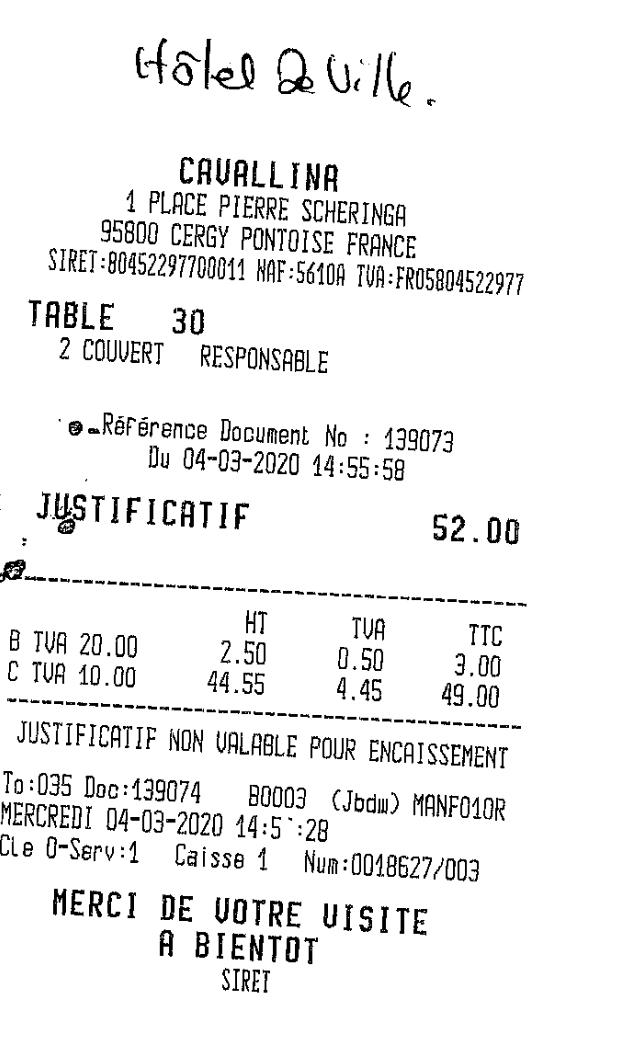 Hôtel De Ville.
CAVALLINA
1 PLACE PIERRE SCHERINGA
95800 CERGY PONTOISE FRANCE
SIRET:80452297700011 NAF:5610A TVA:FR05804522977
TABLE 30
2 COUVERT RESPONSABLE
Référence Document No : 139073
Du 04-03-2020 14:55:58
JUSTIFICATIF 52.00
HT TVA TTC
B TVA 20.00 2.50 0.50 3.00
C TVA 10.00 44.55 4.45 49.00
JUSTIFICATIF NON VALABLE POUR ENCAISSEMENT
To:035 Doc:139074 B0003 (Jbdw) MANF010R
MERCREDI 04-03-2020
Cle 0-Serv:1 Caisse 1 Num:0018627/003
MERCI DE VOTRE VISITE
A BIENTOT
SIRET